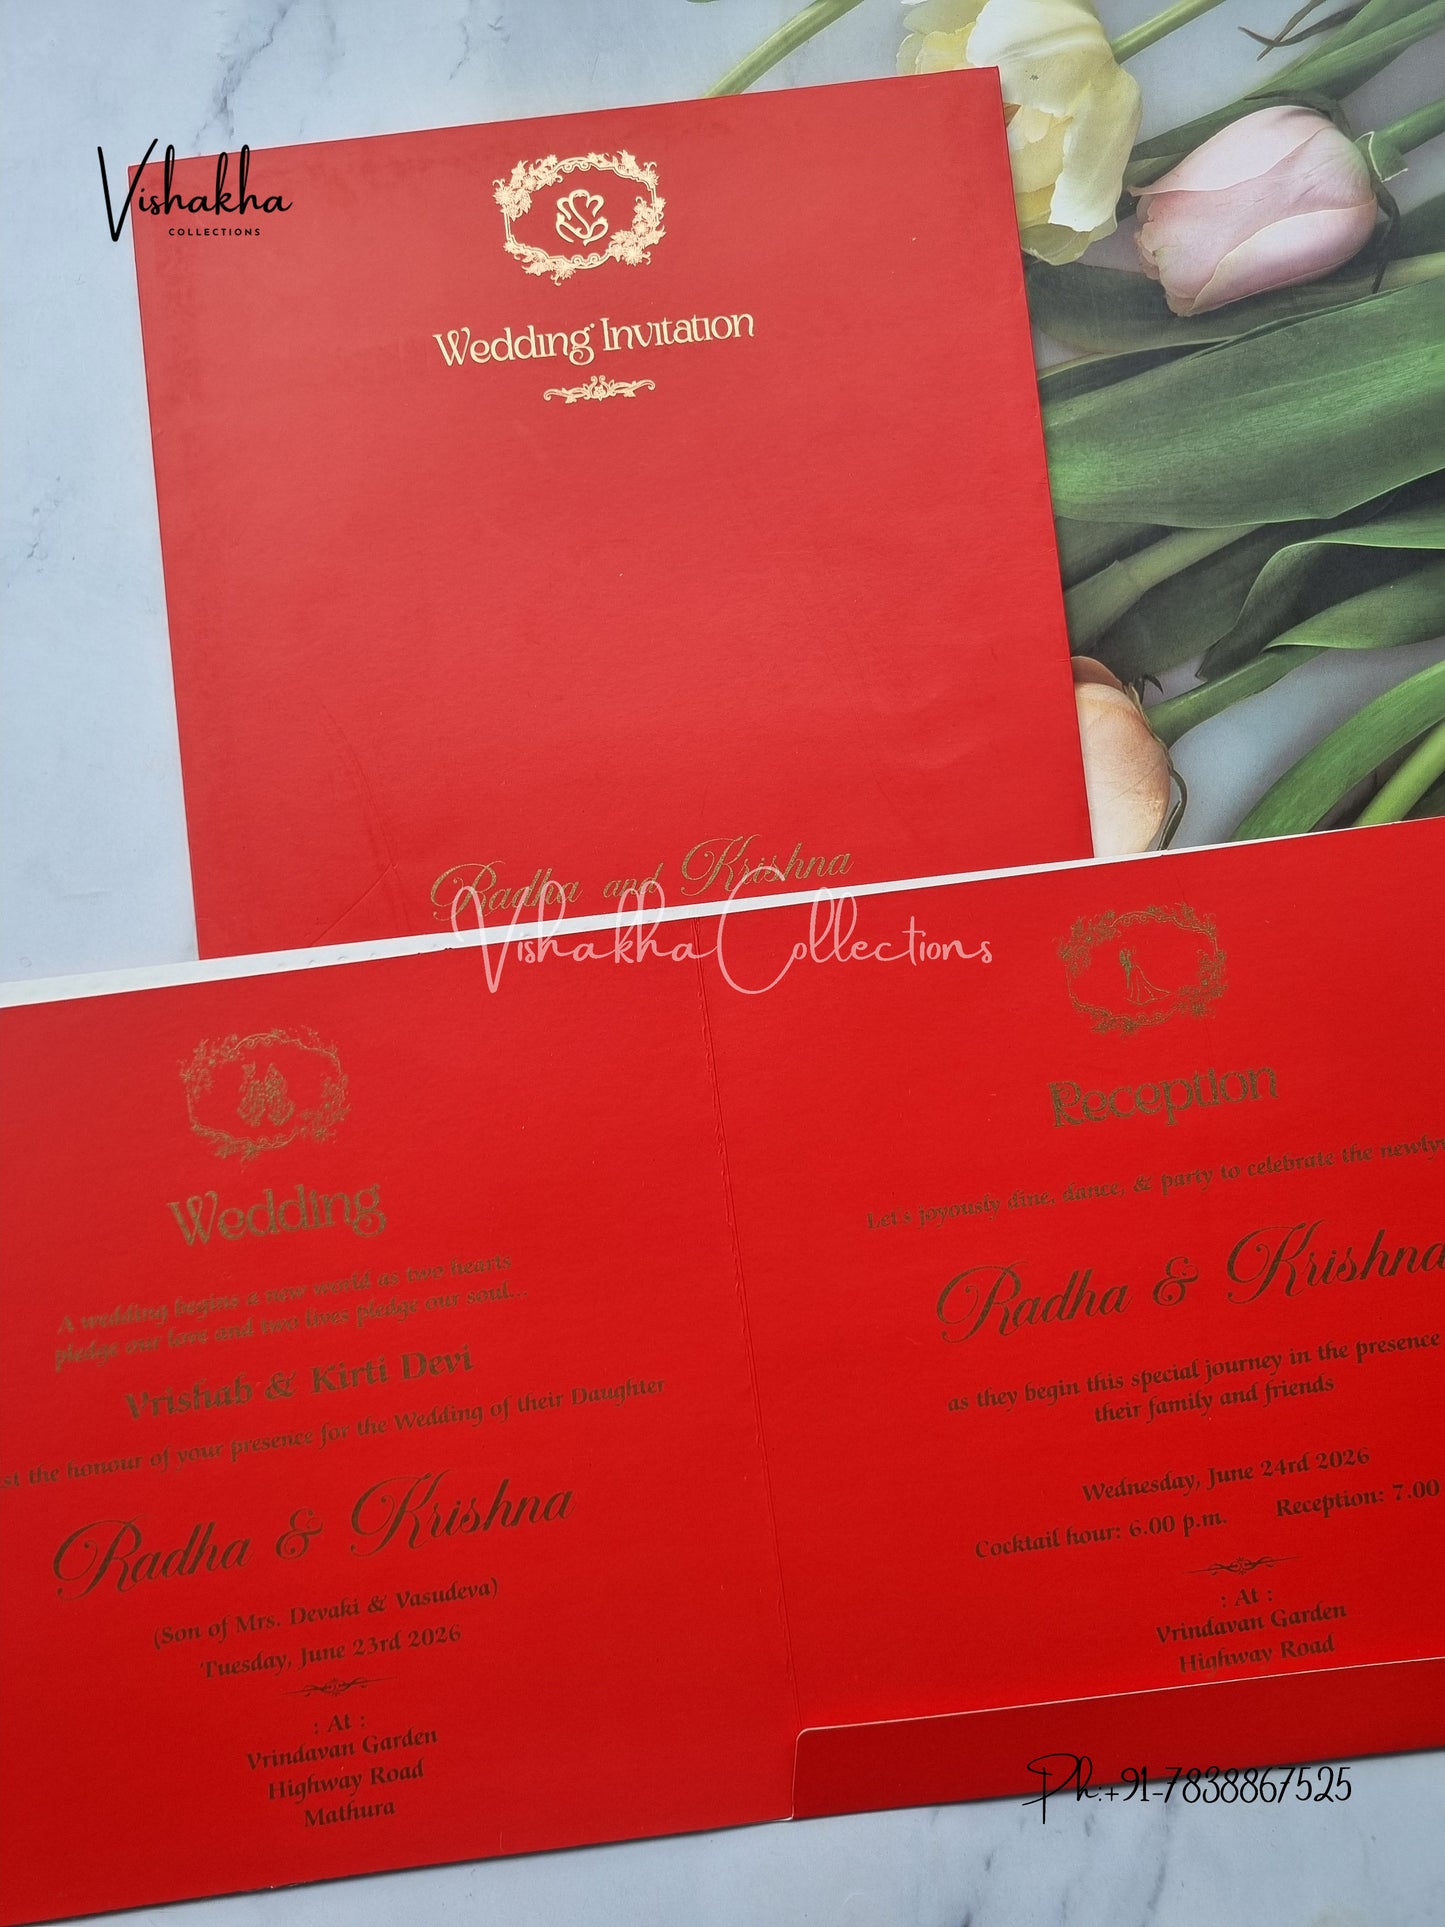 Vishakha
COLLECTIONS
Wedding Invitation
Radha and Krishna
Vishakha Collections
Wedding
A wedding begins a new world as two hearts
pledge our love and two lives pledge our soul...
Vrishab & Kirti Devi
the honour of your presence for the Wedding of their Daughter
Radha & Krishna
(Son of Mrs. Devaki & Vasudeva)
Tuesday, June 23rd 2026
: At :
Vrindavan Garden
Highway Road
Mathura
Reception
Let's joyously dine, dance, & party to celebrate the
Radha & Krishna
as they begin this special journey in the presence
their family and friends
Wednesday, June 24rd 2026
Cocktail hour: 6.00 p.m. Reception: 7.00
: At :
Vrindavan Garden
Highway Road
Ph.:+91-7838867525